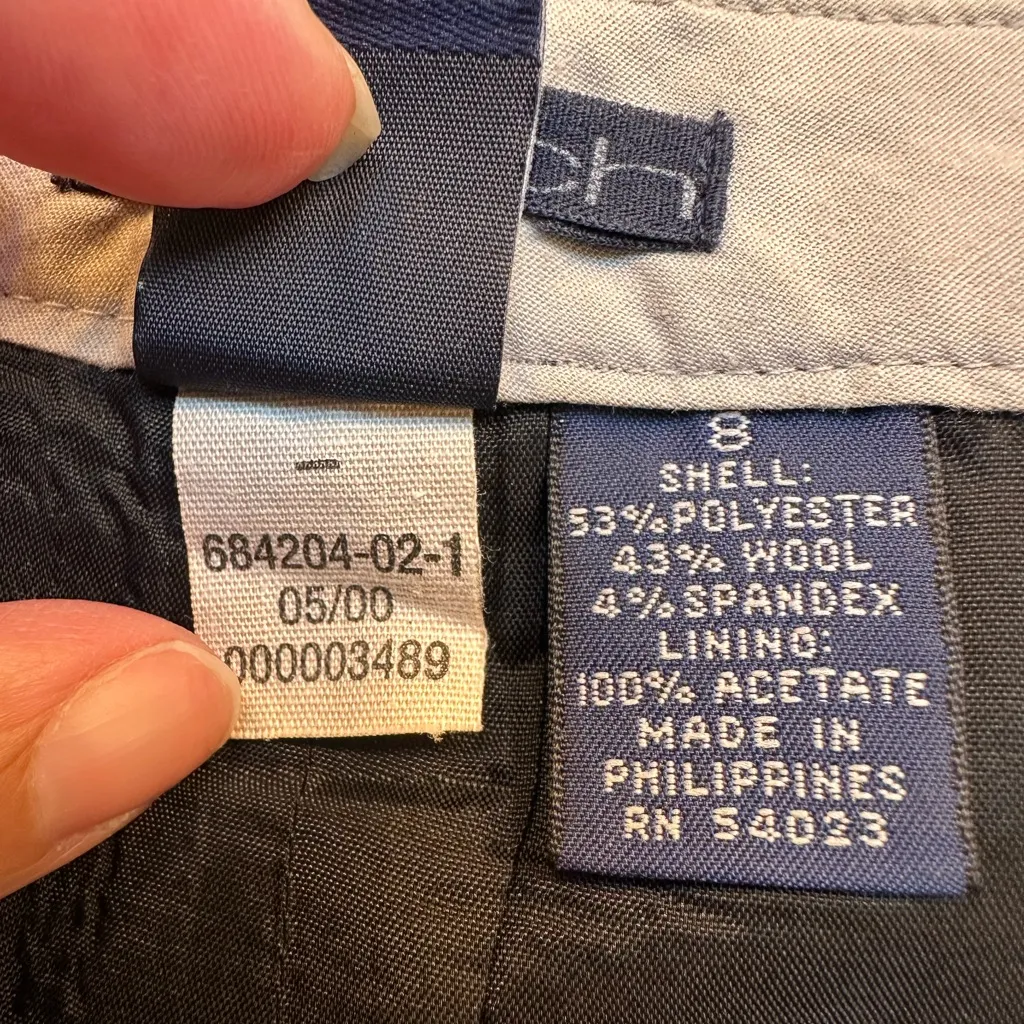 ch
684204-02-1
05/00
000003489
8
SHELL:
53% POLYESTER
43% WOOL
4% SPANDEX
LINING:
100% ACETATE
MADE IN
PHILIPPINES
RN 54023